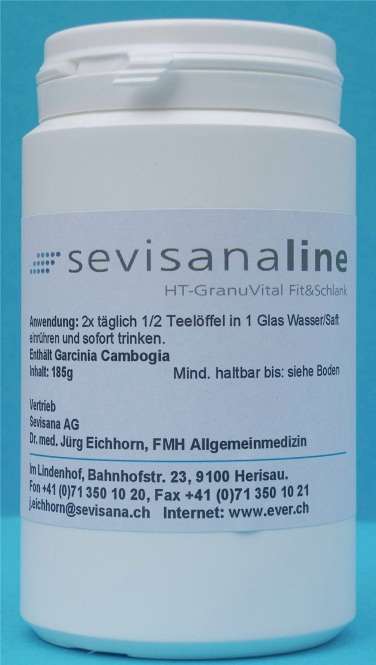 sevisanaline
HT-GranuVital Fit&Schlank
Anwendung: 2x täglich 1/2 Teelöffel in 1 Glas Wasser/Saft
einrühren und sofort trinken.
Enthält Garcinia Cambogia
Inhalt: 185g Mind. haltbar bis: siehe Boden
Vertrieb
Sevisana AG
Dr. med. Jürg Eichhorn, FMH Allgemeinmedizin
Im Lindenhof, Bahnhofstr. 23, 9100 Herisau.
Fon +41 (0)71 350 10 20, Fax +41 (0)71 350 10 21
j.eichhorn@sevisana.ch Internet: www.ever.ch